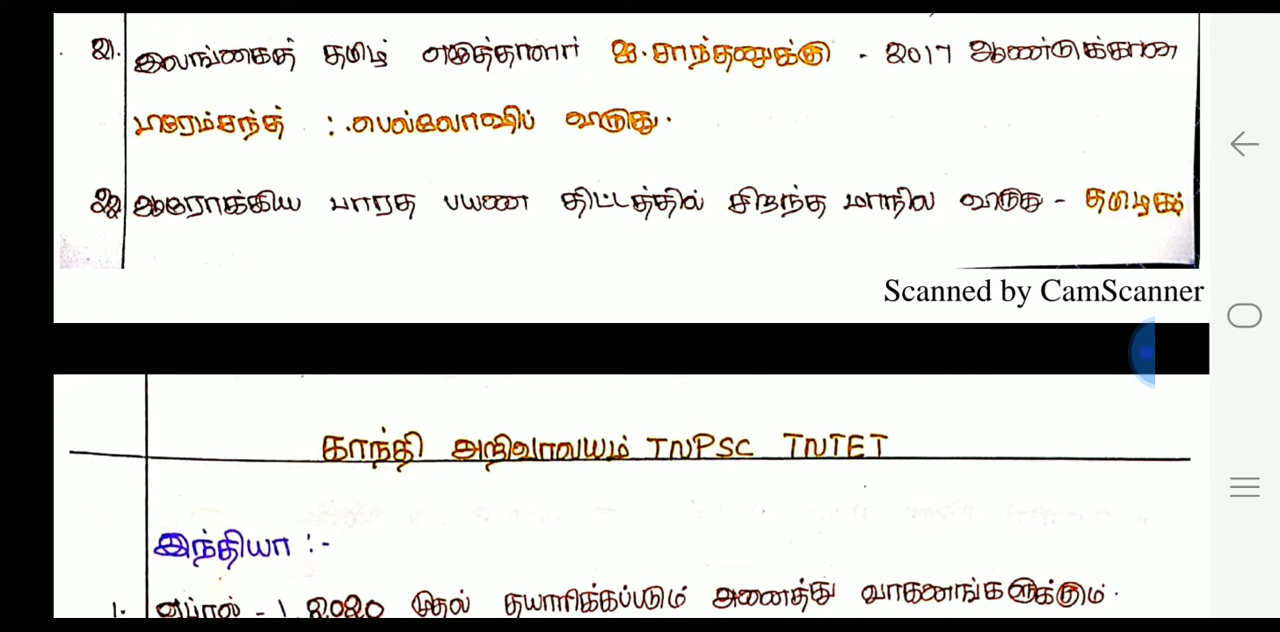 2. இலங்கைத் தமிழ் எழுத்தாளர் ஐ.சாந்தனுக்கு - 2017 ஆண்டுக்கான
பிரேம்சந்த் ஃபெல்லோஷிப் விருது.
ஆரோக்கிய பாரத பயண திட்டத்தில் சிறந்த மாநில விருது - தமிழகம்
Scanned by CamScanner
காந்தி அறிவாலயம் TNPSC TNTET
இந்தியா :-
1. ஏப்ரல் - 1 2020 முதல் தயாரிக்கப்படும் அனைத்து வாகனங்களுக்கும்.